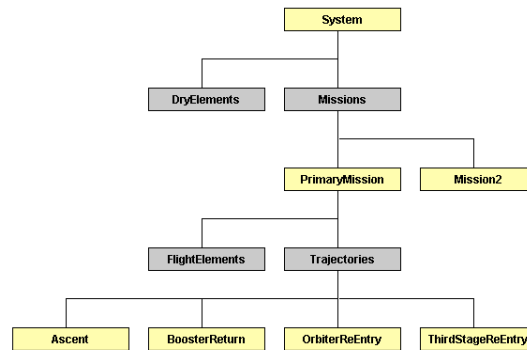 System
DryElements
Missions
PrimaryMission
Mission2
FlightElements
Trajectories
Ascent
BoosterReturn
OrbiterReEntry
ThirdStageReEntry